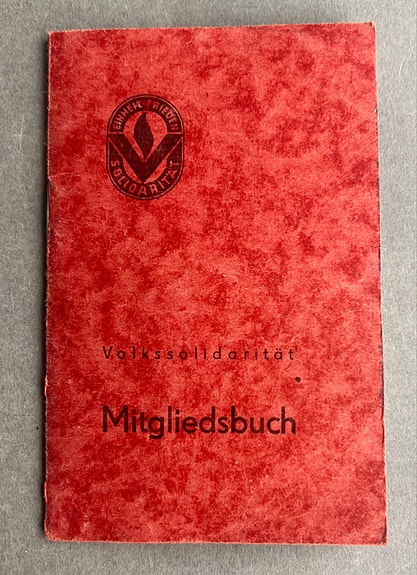 EINHEIT FRIEDEN
SOLIDARITÄT
Volkssolidarität
Mitgliedsbuch